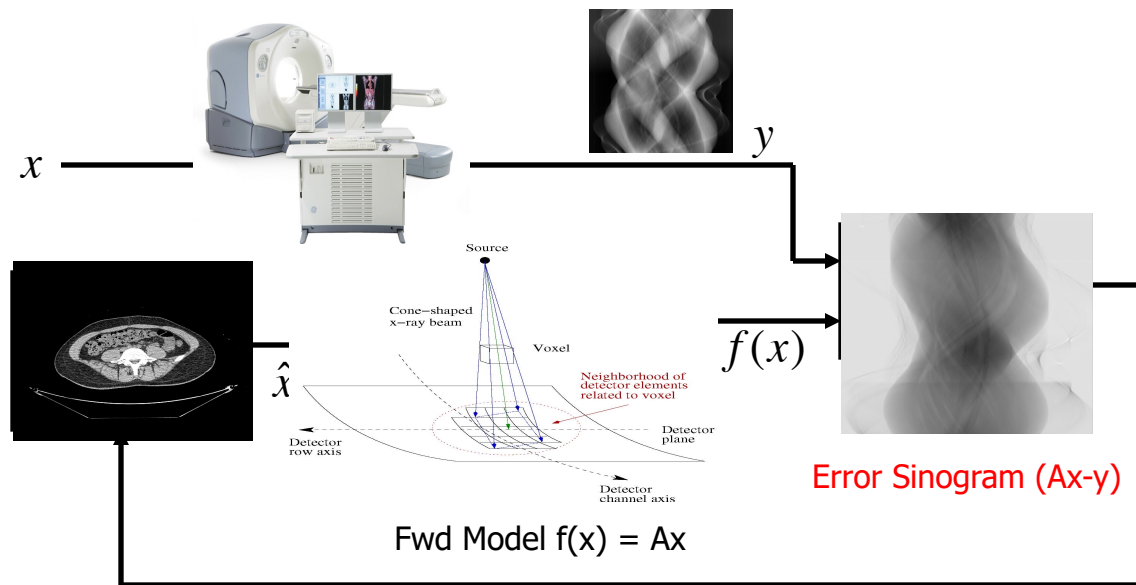 x
y
Source
Cone-shaped
x-ray beam
Voxel
f(x)
x̂
Neighborhood of
detector elements
related to voxel
Detector
row axis
Detector
plane
Error Sinogram (Ax-y)
Detector
channel axis
Fwd Model f(x) = Ax